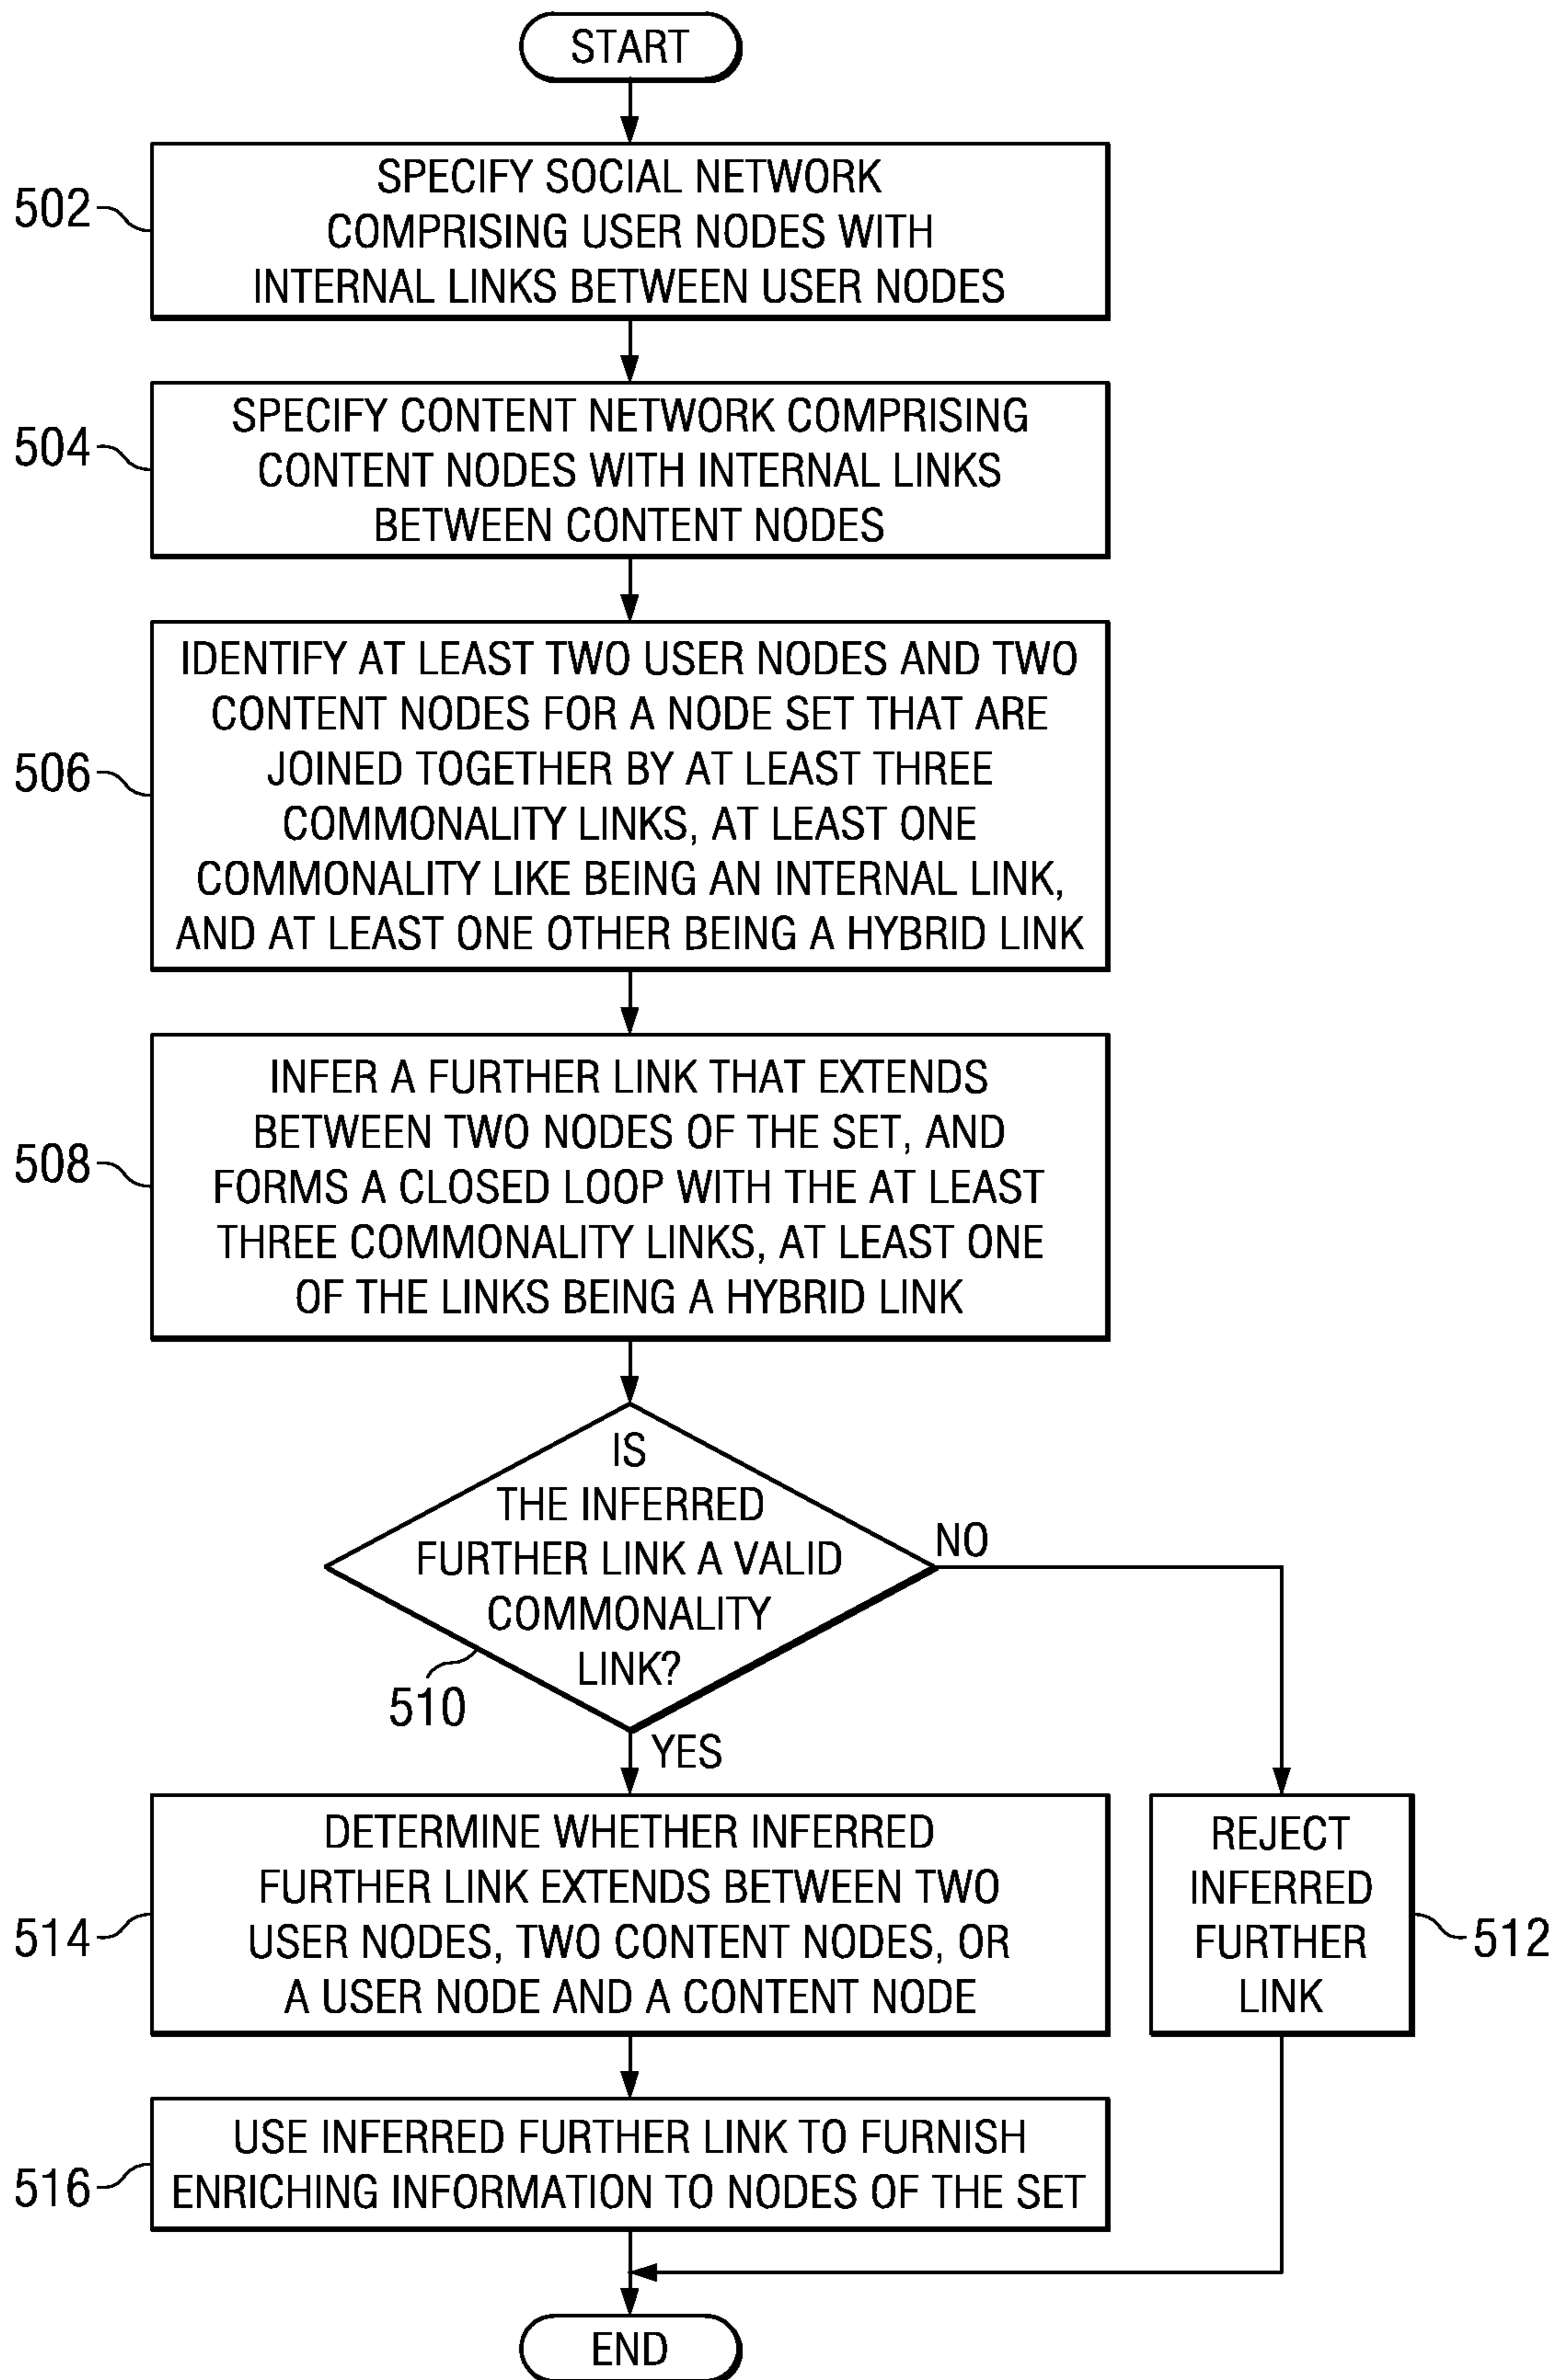 START
502
SPECIFY SOCIAL NETWORK
COMPRISING USER NODES WITH
INTERNAL LINKS BETWEEN USER NODES
504
SPECIFY CONTENT NETWORK COMPRISING
CONTENT NODES WITH INTERNAL LINKS
BETWEEN CONTENT NODES
506
IDENTIFY AT LEAST TWO USER NODES AND TWO
CONTENT NODES FOR A NODE SET THAT ARE
JOINED TOGETHER BY AT LEAST THREE
COMMONALITY LINKS, AT LEAST ONE
COMMONALITY LIKE BEING AN INTERNAL LINK,
AND AT LEAST ONE OTHER BEING A HYBRID LINK
508
INFER A FURTHER LINK THAT EXTENDS
BETWEEN TWO NODES OF THE SET, AND
FORMS A CLOSED LOOP WITH THE AT LEAST
THREE COMMONALITY LINKS, AT LEAST ONE
OF THE LINKS BEING A HYBRID LINK
IS
THE INFERRED
FURTHER LINK A VALID
COMMONALITY
LINK?
NO
510
YES
514
DETERMINE WHETHER INFERRED
FURTHER LINK EXTENDS BETWEEN TWO
USER NODES, TWO CONTENT NODES, OR
A USER NODE AND A CONTENT NODE
REJECT
INFERRED
FURTHER
LINK
512
516
USE INFERRED FURTHER LINK TO FURNISH
ENRICHING INFORMATION TO NODES OF THE SET
END